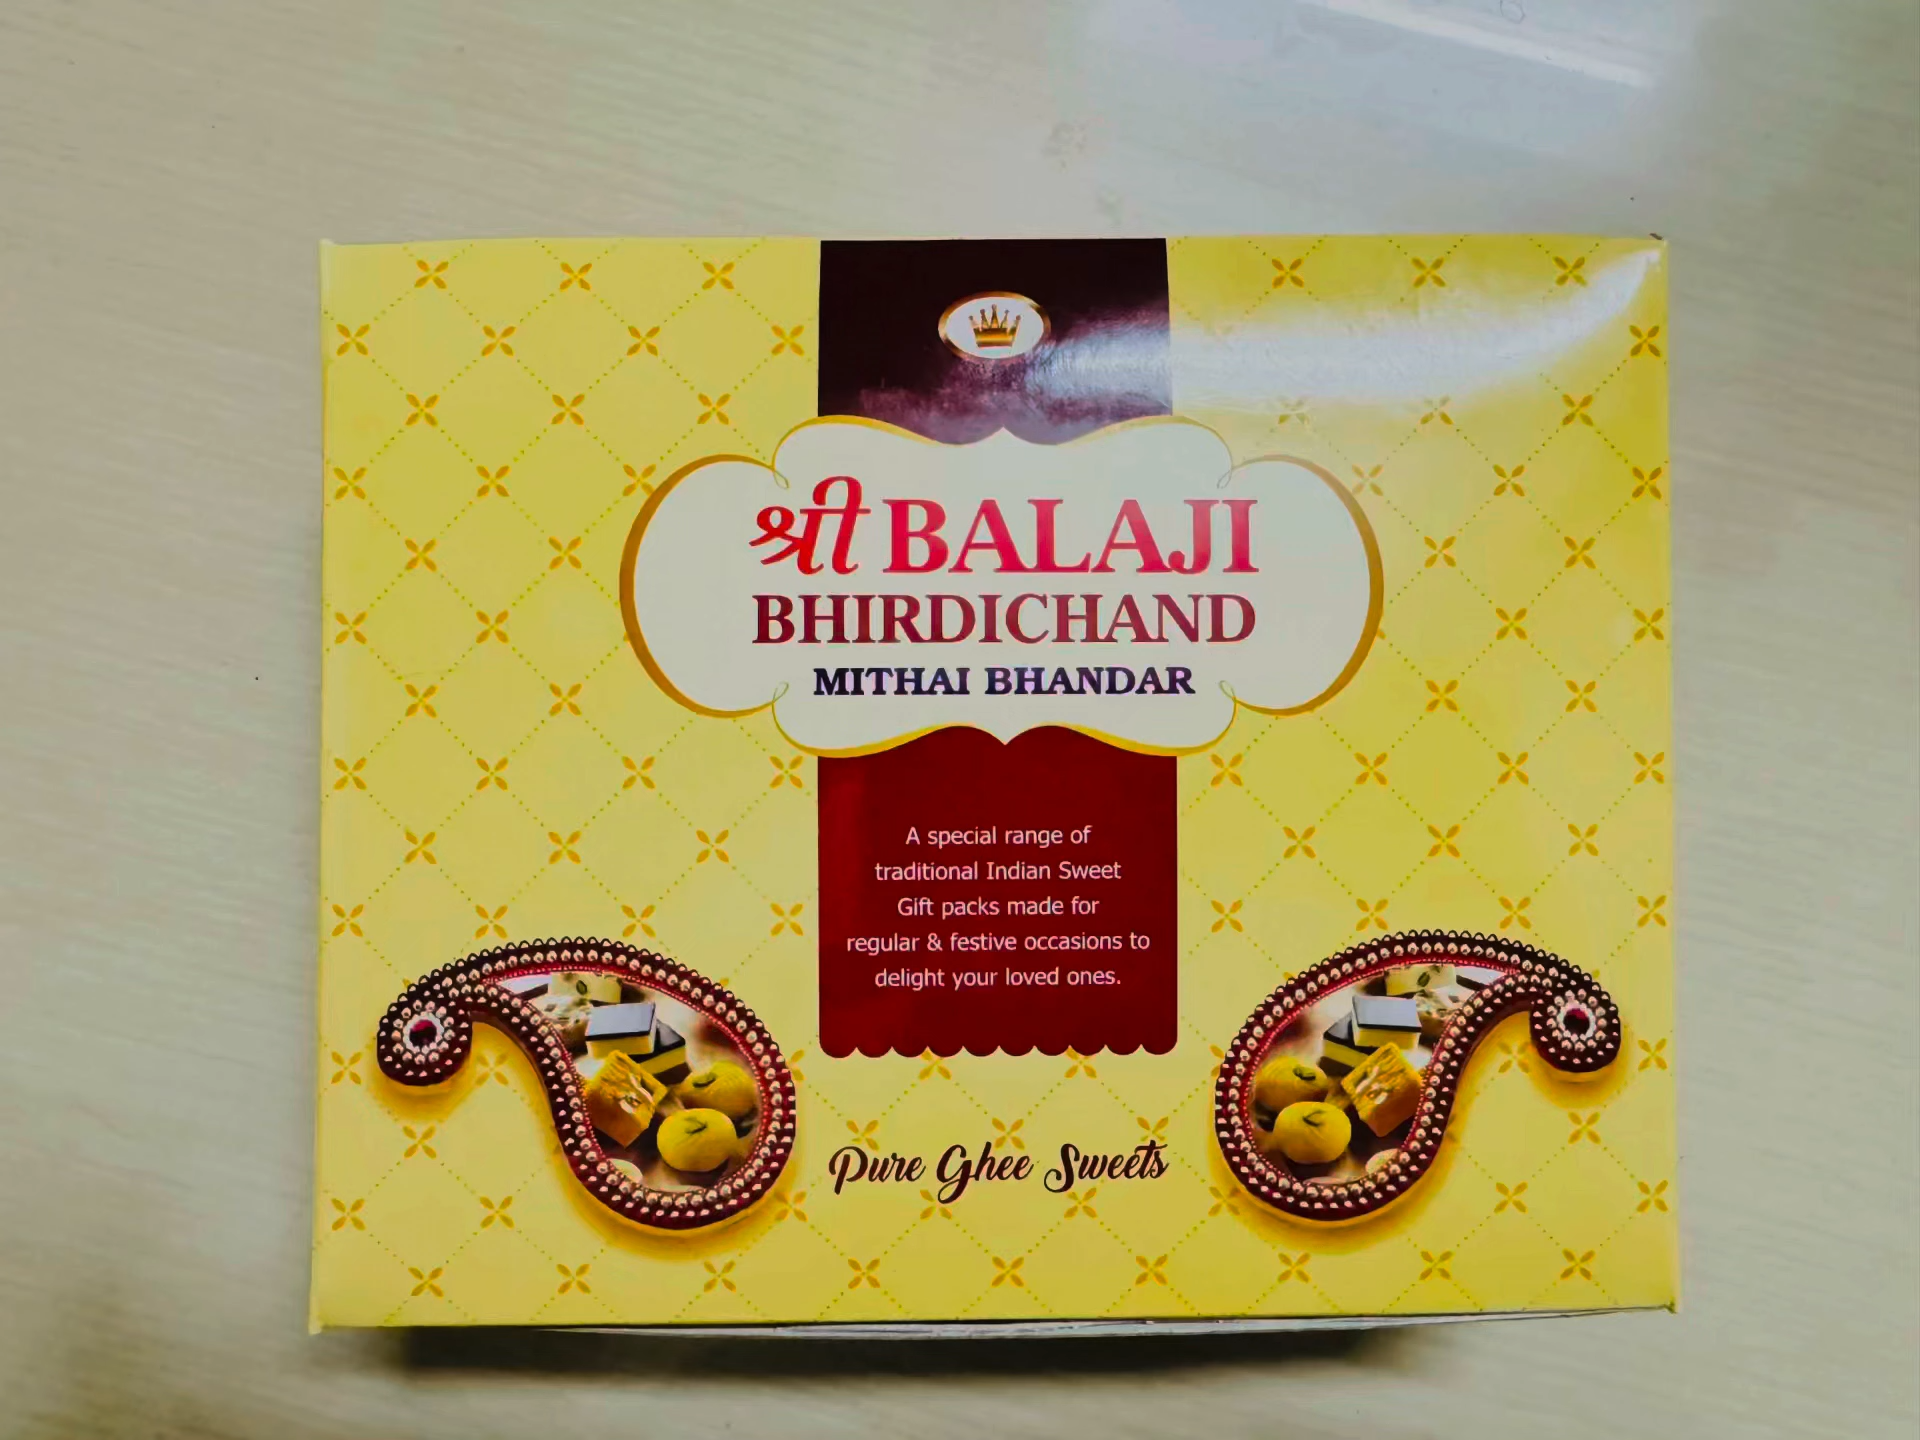 श्री BALAJI
BHIRDICHAND
MITHAI BHANDAR
A special range of
traditional Indian Sweet
Gift packs made for
regular & festive occasions to
delight your loved ones.
Pure Ghee Sweets